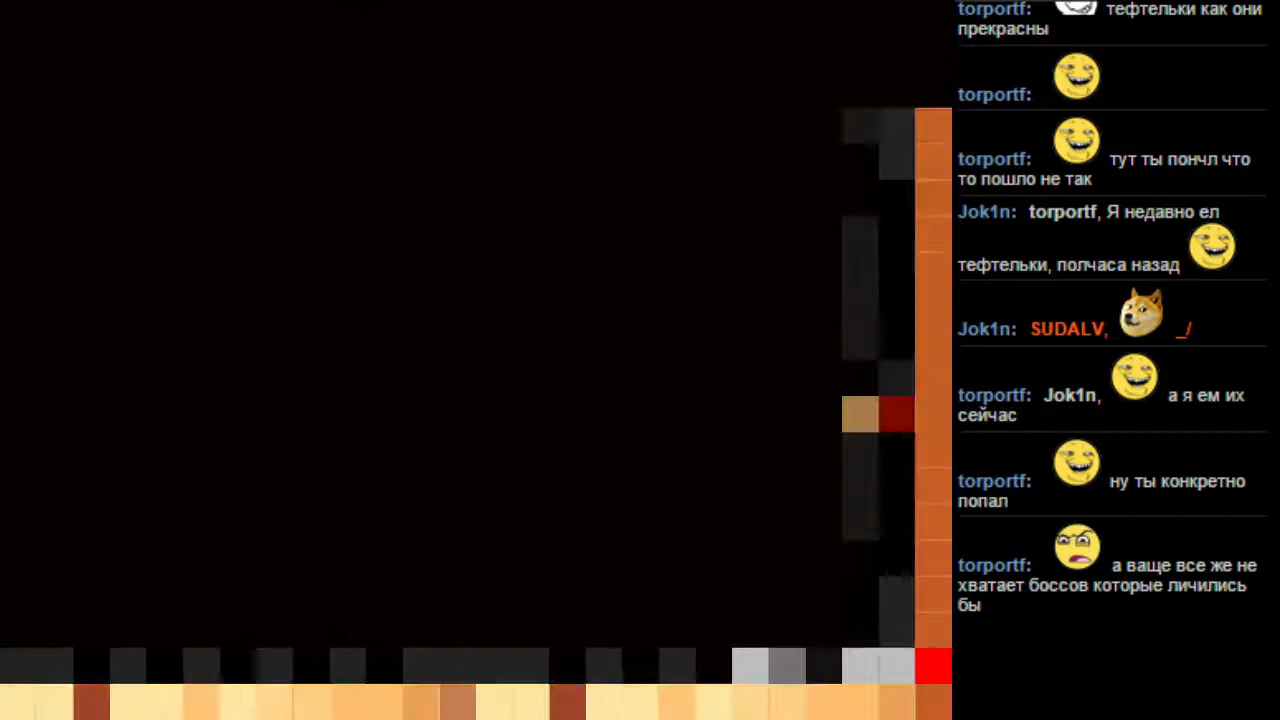 torportf: тефтельки как они
прекрасны
torportf:
torportf: тут ты пончл что
то пошло не так
Jok1n: torportf, Я недавно ел
тефтельки, полчаса назад
Jok1n: SUDALV, _/
torportf: Jok1n, а я ем их
сейчас
torportf: ну ты конкретно
попал
torportf: а ваще все же не
хватает боссов которые личились
бы